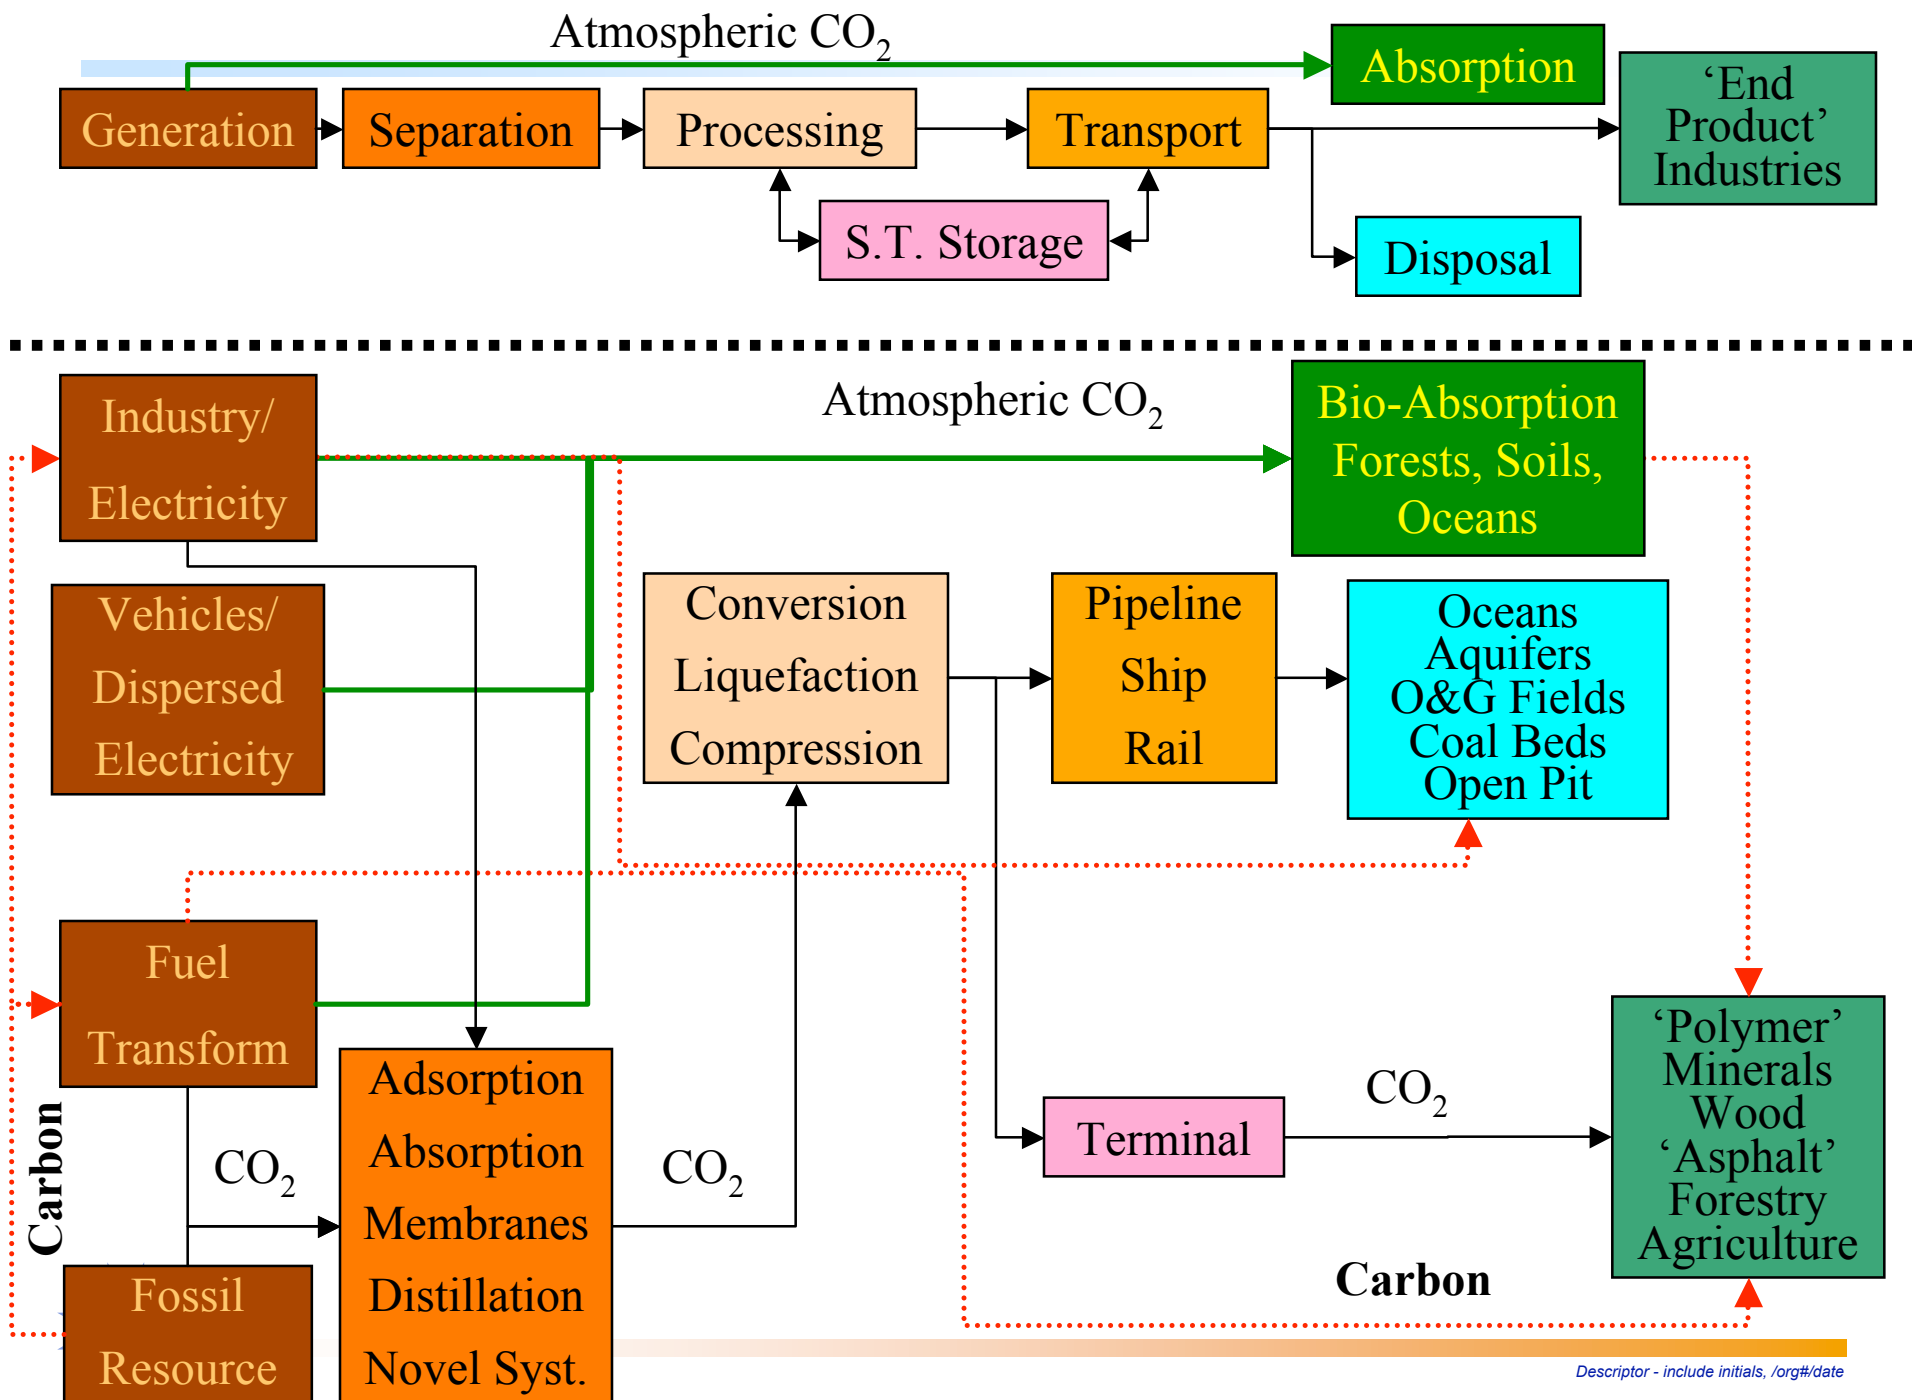 Atmospheric CO2
Absorption
'End
Product'
Industries
Generation
Separation
Processing
Transport
S.T. Storage
Disposal
Industry/
Electricity
Atmospheric CO2
Bio-Absorption
Forests, Soils,
Oceans
Vehicles/
Dispersed
Electricity
Conversion
Liquefaction
Compression
Pipeline
Ship
Rail
Oceans
Aquifers
O&G Fields
Coal Beds
Open Pit
Fuel
Transform
Carbon
CO2
Adsorption
Absorption
Membranes
Distillation
Novel Syst.
CO2
Terminal
CO2
‘Polymer’
Minerals
Wood
‘Asphalt’
Forestry
Agriculture
Carbon
Fossil
Resource
Descriptor - include initials, /org#/date